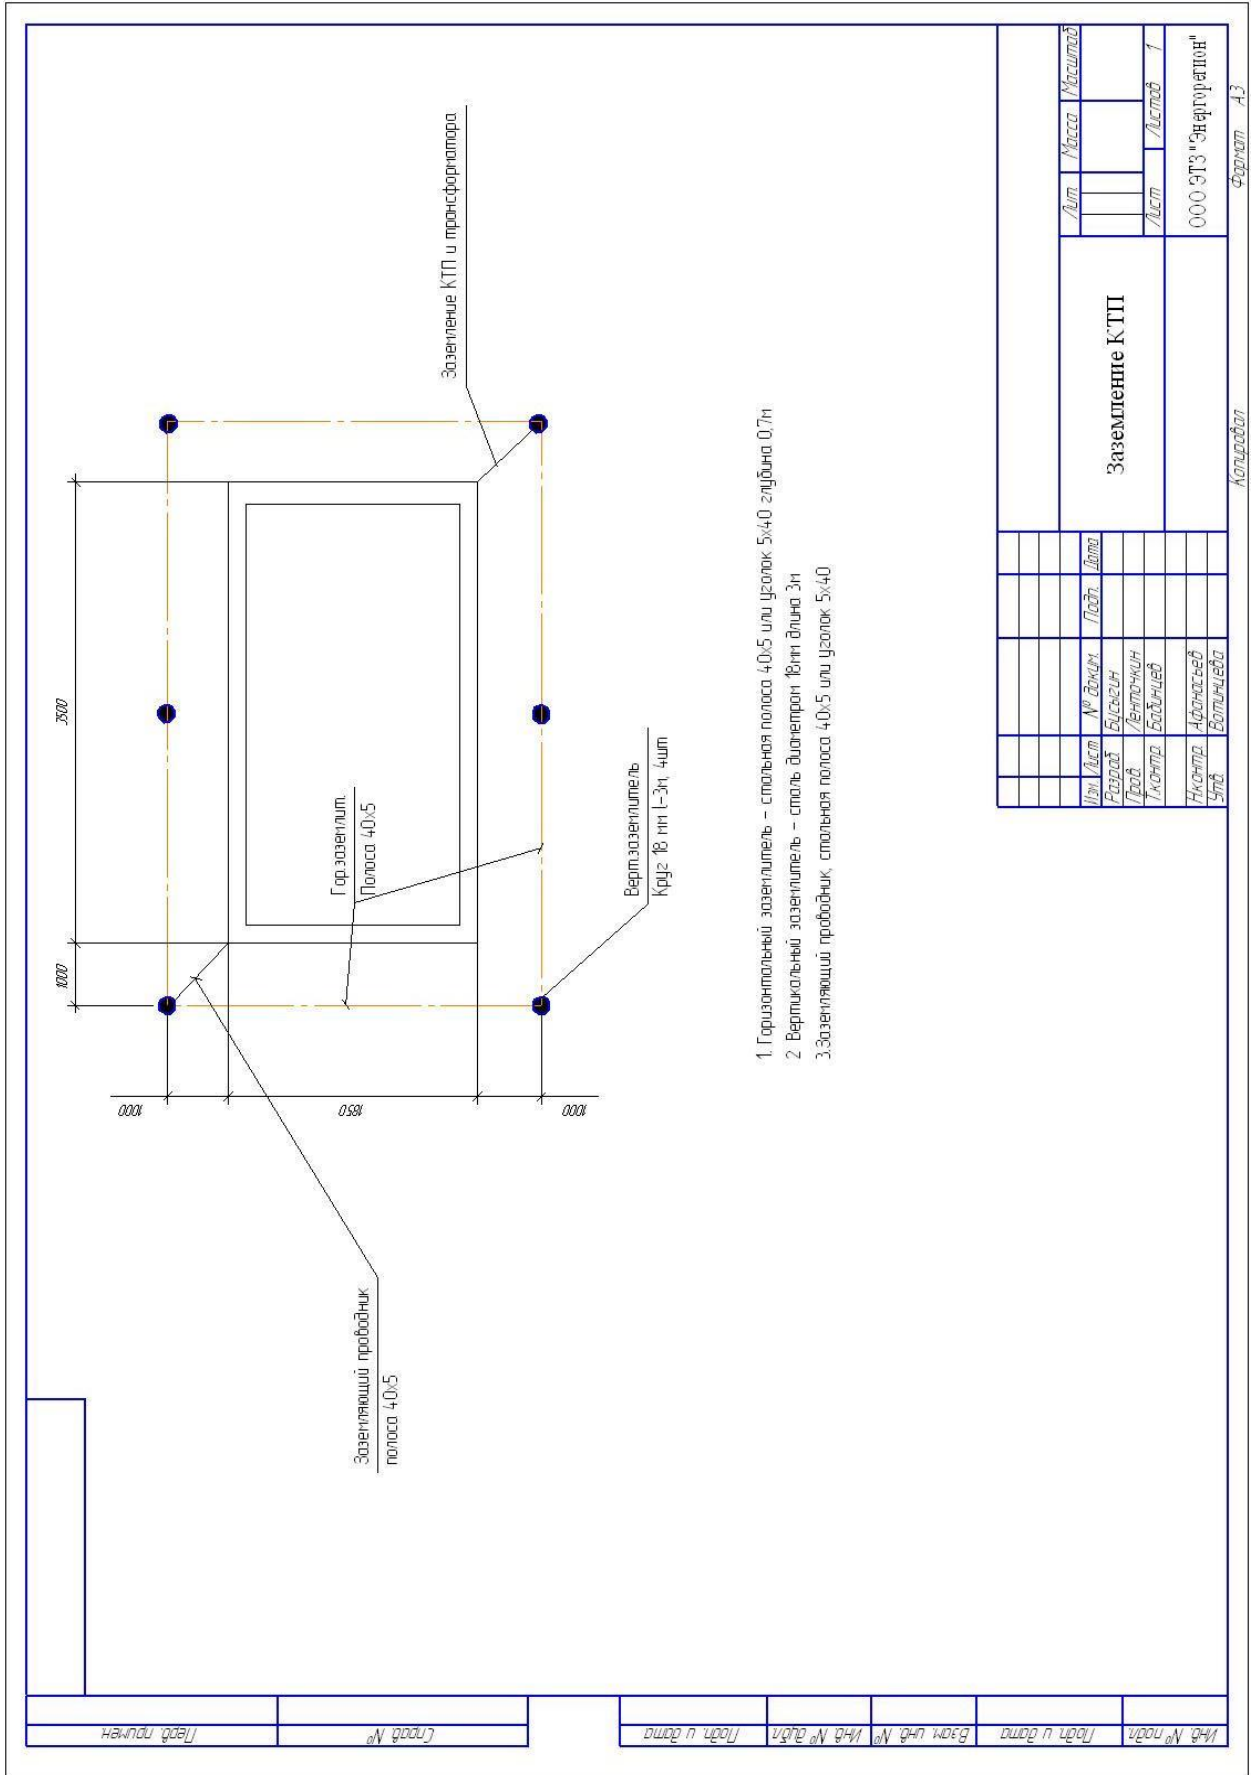 3500
1000
1000
1850
1000
Заземление КТП и трансформатора
Гор.заземлит.
Полоса 40х5
Заземляющий проводник
полоса 40х5
Верт.заземлитель
Круг 18 мм l-3м, 4шт
1. Горизонтальный заземлитель – стальная полоса 40х5 или уголок 5х40 глубина 0,7м
2 Вертикальный заземлитель – сталь диаметром 18мм длина 3м
3.Заземляющий проводник, стальная полоса 40х5 или уголок 5х40
Перв. примен.
Справ. №
Подп. и дата
Инв. № дубл.
Взам. инв. №
Подп. и дата
Инв. № подл.
Изм. Лист № докум. Подп. Дата
Разраб. Бусыгин
Пров. Ленточкин
Т.контр. Бабинцев
Н.контр. Афанасьев
Утв. Вотинцева
Заземление КТП
Лит. Масса Масштаб
Лист Листов 1
ООО ЭТЗ "Энергорегион"
Копировал Формат А3